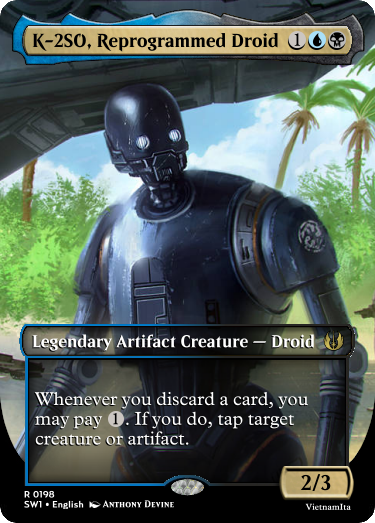 K-2SO, Reprogrammed Droid 1
Legendary Artifact Creature — Droid
Whenever you discard a card, you
may pay 1. If you do, tap target
creature or artifact.
2/3
R 0198
SW1 • English Anthony Devine
VietnamIta